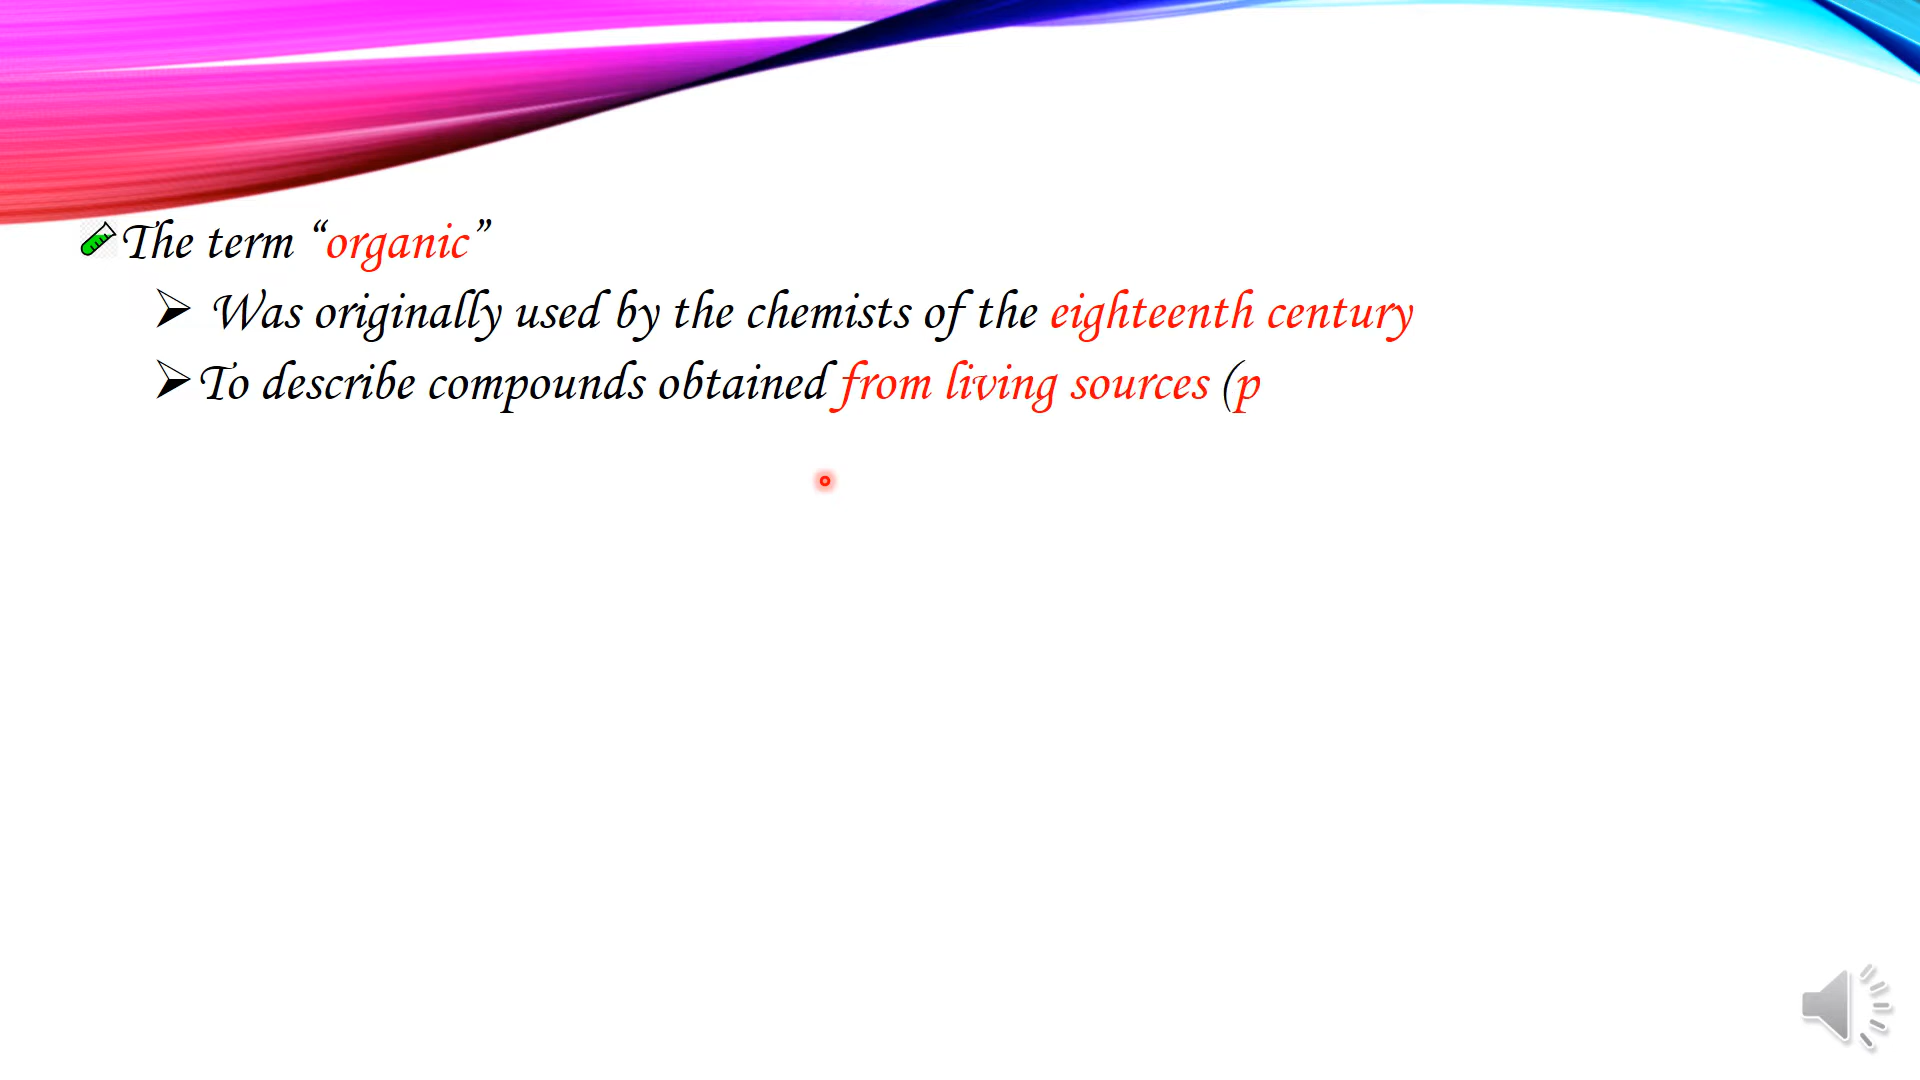 The term “organic”
Was originally used by the chemists of the eighteenth century
To describe compounds obtained from living sources (p